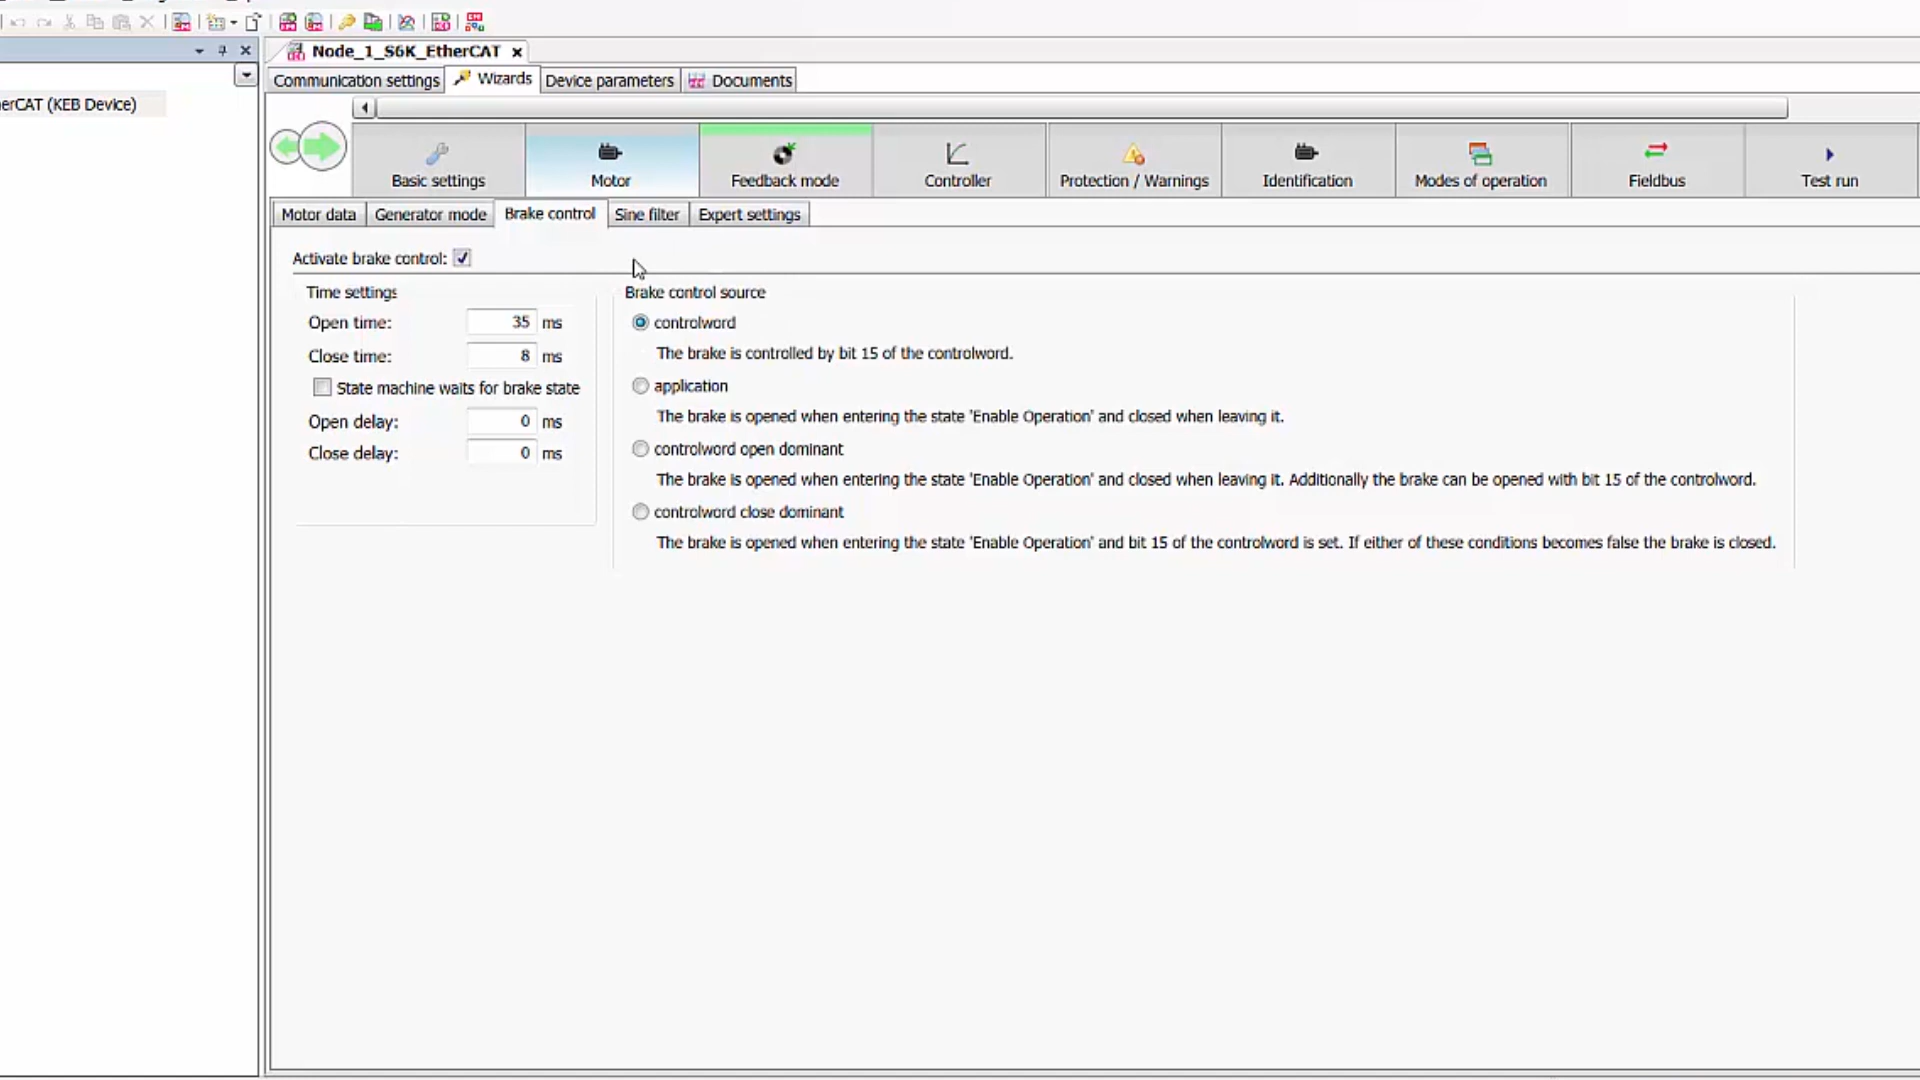 Node_1_S6K_EtherCAT
Communication settings Wizards Device parameters Documents
erCAT (KEB Device)
Basic settings Motor Feedback mode Controller Protection / Warnings Identification Modes of operation Fieldbus Test run
Motor data Generator mode Brake control Sine filter Expert settings
Activate brake control:
Time settings
Open time: 35 ms
Close time: 8 ms
State machine waits for brake state
Open delay: 0 ms
Close delay: 0 ms
Brake control source
controlword
The brake is controlled by bit 15 of the controlword.
application
The brake is opened when entering the state 'Enable Operation' and closed when leaving it.
controlword open dominant
The brake is opened when entering the state 'Enable Operation' and closed when leaving it. Additionally the brake can be opened with bit 15 of the controlword.
controlword close dominant
The brake is opened when entering the state 'Enable Operation' and bit 15 of the controlword is set. If either of these conditions becomes false the brake is closed.